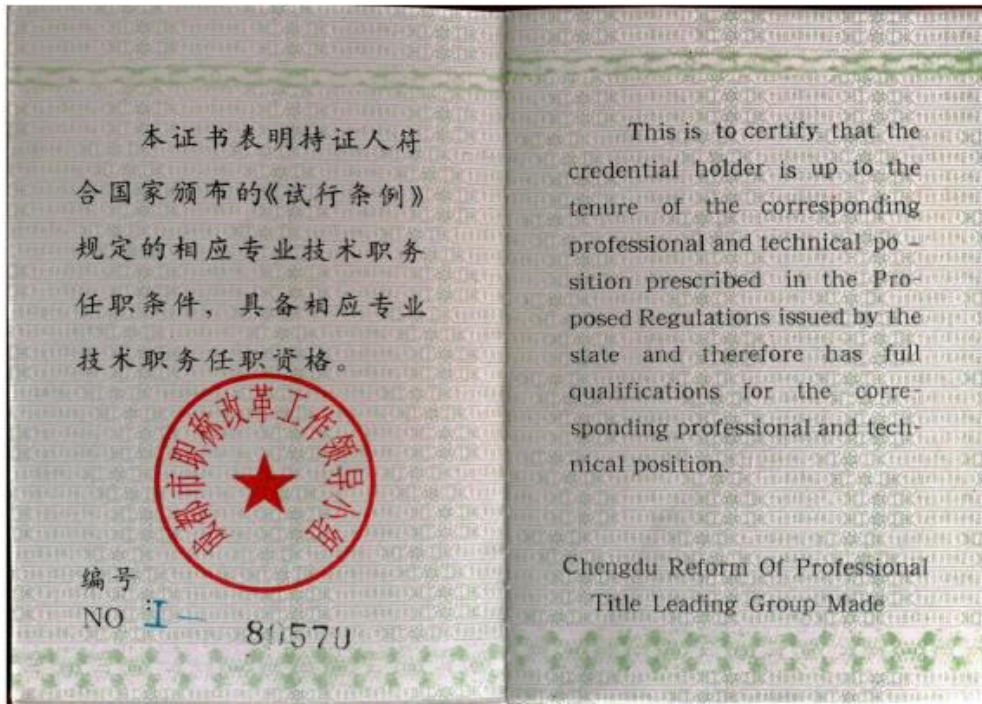 本证书表明持证人符
合国家颁布的《试行条例》
规定的相应专业技术职务
任职条件，具备相应专业
技术职务任职资格。
成都市职称改革工作领导小组
编号
NO I—
80570
This is to certify that the
credential holder is up to the
tenure of the corresponding
professional and technical po-
sition prescribed in the Pro-
posed Regulations issued by the
state and therefore has full
qualifications for the corre-
sponding professional and tech-
nical position.
Chengdu Reform Of Professional
Title Leading Group Made